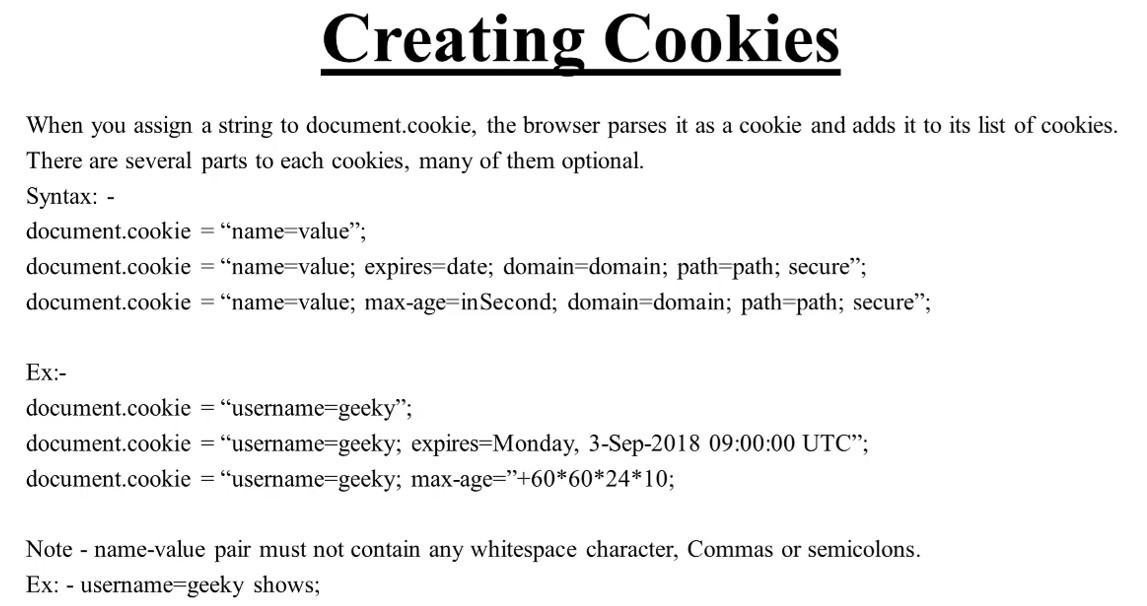 Creating Cookies
When you assign a string to document.cookie, the browser parses it as a cookie and adds it to its list of cookies.
There are several parts to each cookies, many of them optional.
Syntax: -
document.cookie = “name=value”;
document.cookie = “name=value; expires=date; domain=domain; path=path; secure”;
document.cookie = “name=value; max-age=inSecond; domain=domain; path=path; secure”;
Ex:-
document.cookie = “username=geeky”;
document.cookie = “username=geeky; expires=Monday, 3-Sep-2018 09:00:00 UTC”;
document.cookie = “username=geeky; max-age=”+60*60*24*10;
Note - name-value pair must not contain any whitespace character, Commas or semicolons.
Ex: - username=geeky shows;